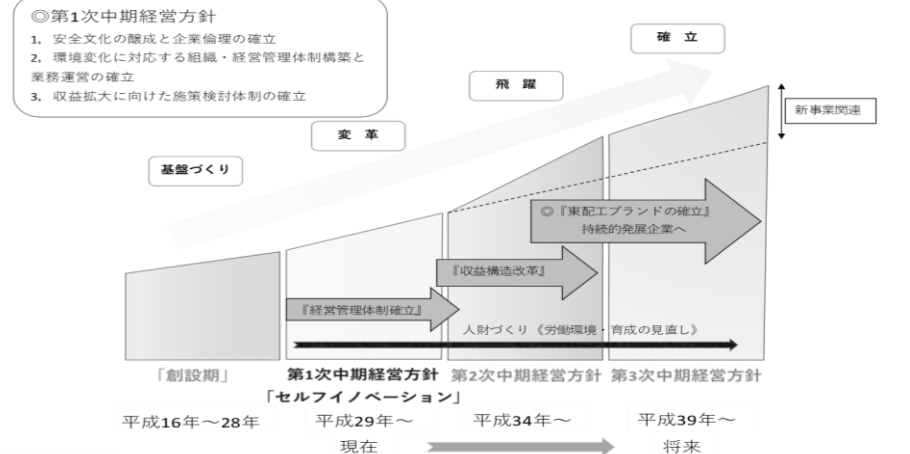 ◎第1次中期経営方針
1, 安全文化の醸成と企業倫理の確立
2, 環境変化に対応する組織・経営管理体制構築と
業務運営の確立
3, 収益拡大に向けた施策検討体制の確立
確 立
飛 躍
変 革
基盤づくり
新事業関連
◎『東配工ブランドの確立』
持続的発展企業へ
『収益構造改革』
『経営管理体制確立』
人財づくり《労働環境・育成の見直し》
「創設期」
第1次中期経営方針
「セルフイノベーション」
第2次中期経営方針
第3次中期経営方針
平成16年～28年
平成29年～
現在
平成34年～
平成39年～
将来